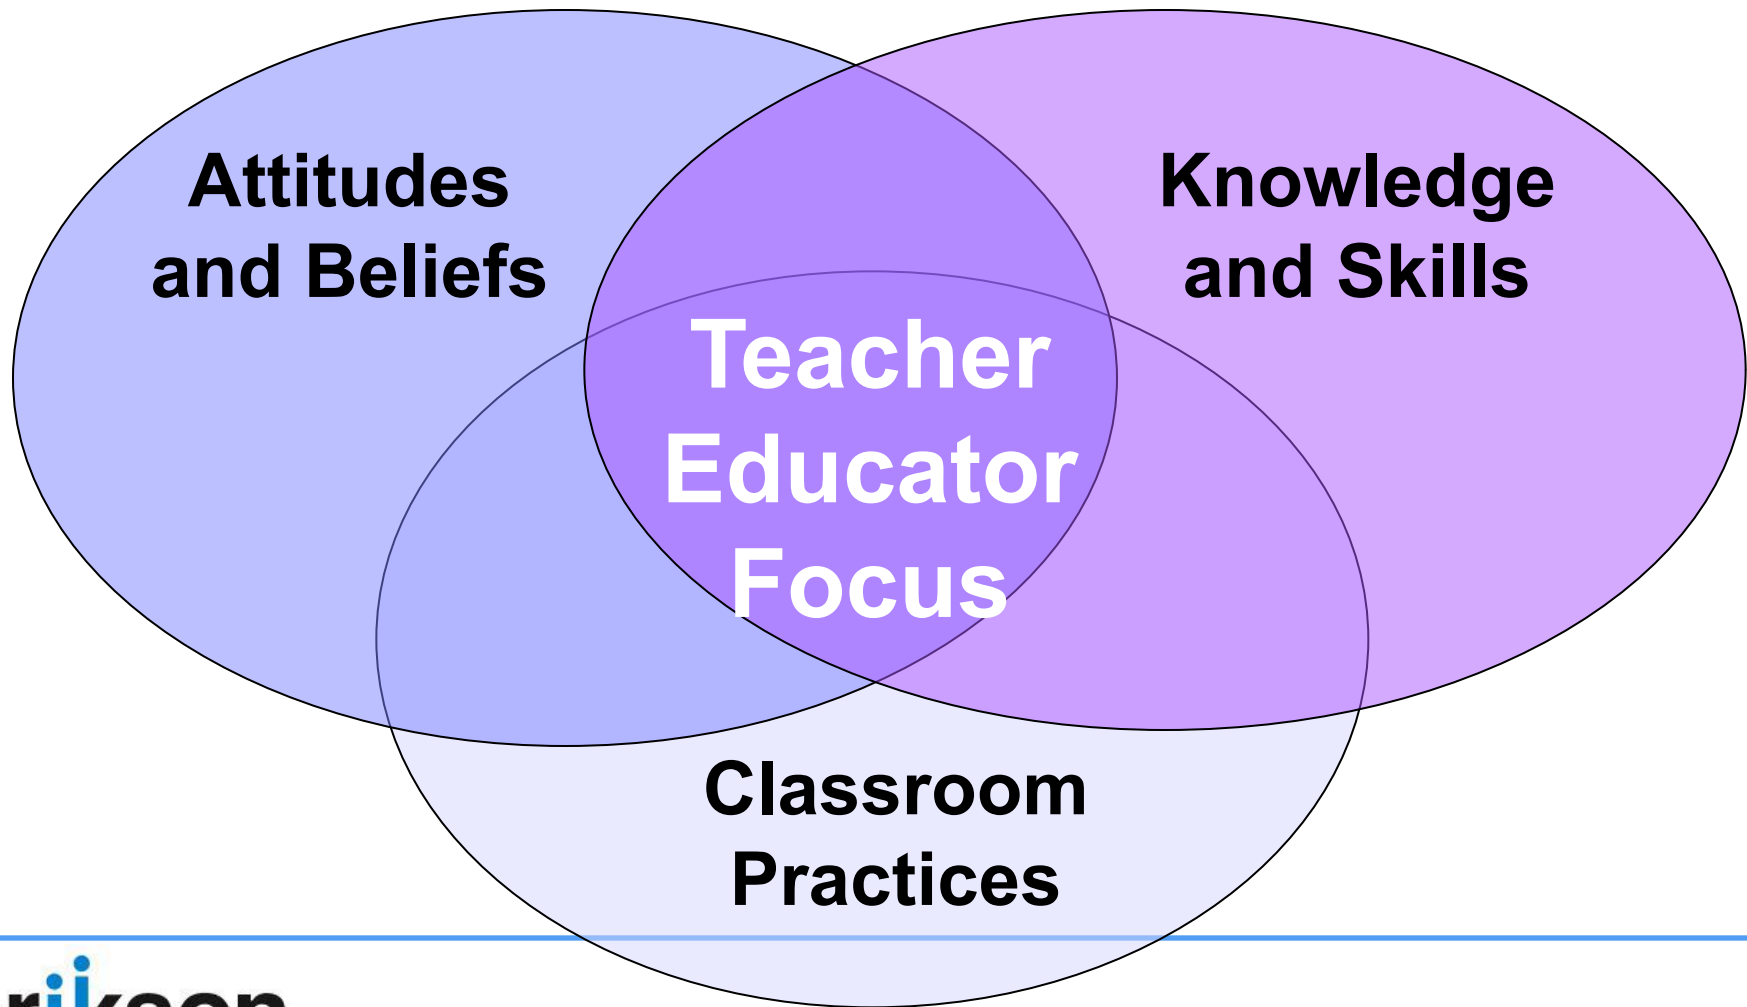 Attitudes
and Beliefs
Knowledge
and Skills
Teacher
Educator
Focus
Classroom
Practices